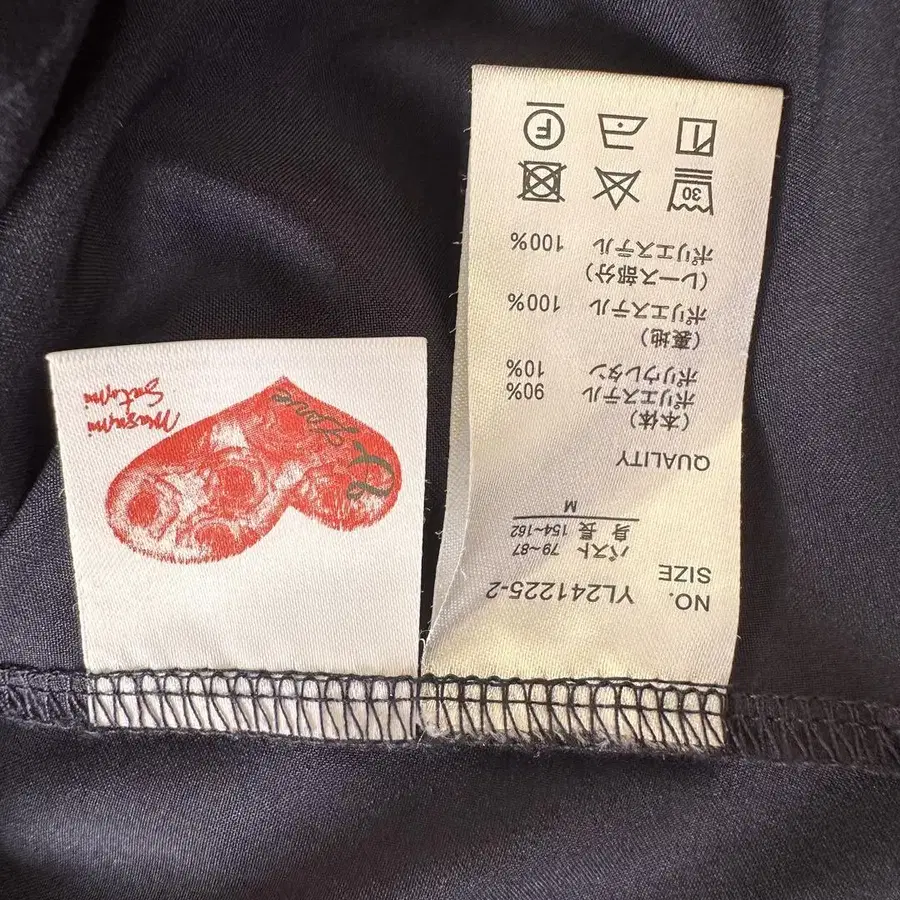 NO. YL241225-2
SIZE
バスト 79~87
身 長 154~162
M
QUALITY
(本体)
ポリエステル 90%
ポリウレタン 10%
(裏地)
ポリエステル 100%
(レース部分)
ポリエステル 100%
30
F
Satomi